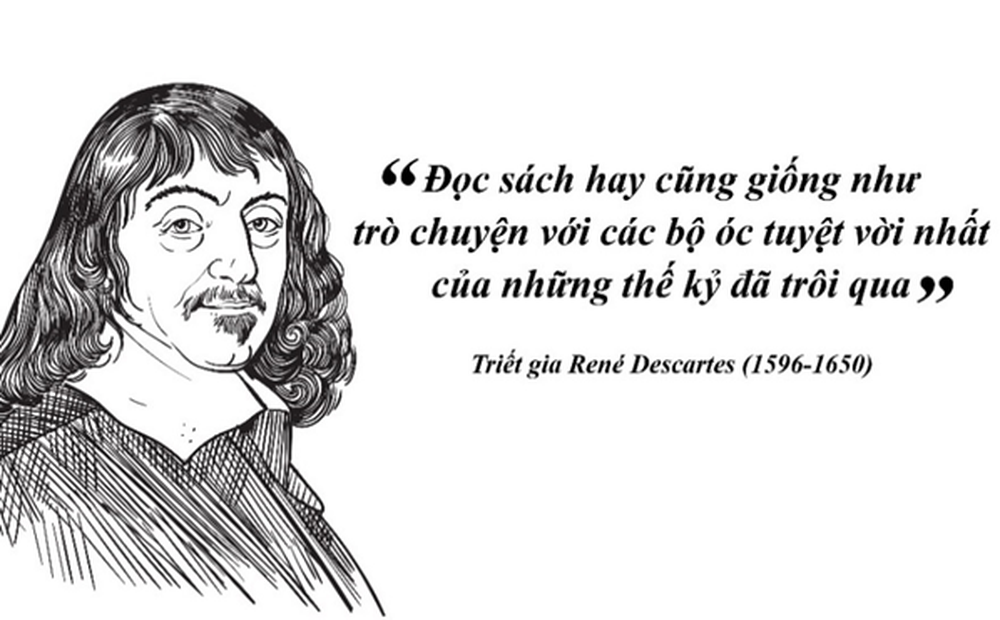 “Đọc sách hay cũng giống như
trò chuyện với các bộ óc tuyệt vời nhất
của những thế kỷ đã trôi qua”
Triết gia René Descartes (1596-1650)